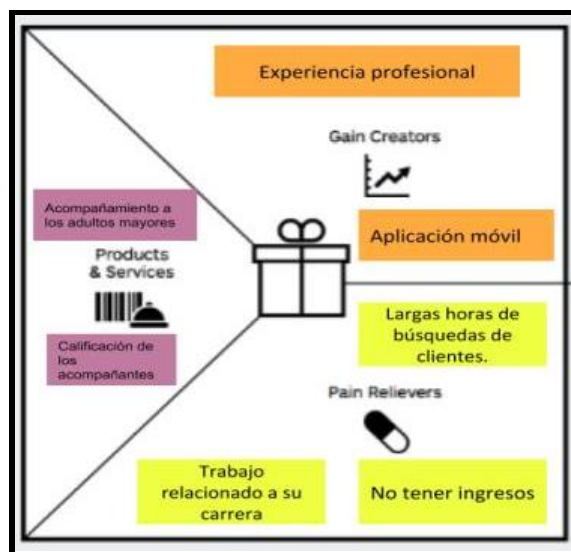 Experiencia profesional
Gain Creators
Acompañamiento a
los adultos mayores
Aplicación móvil
Products
& Services
Largas horas de
búsquedas de
clientes.
Calificación de
los
acompañantes
Pain Relievers
Trabajo
relacionado a su
carrera
No tener ingresos